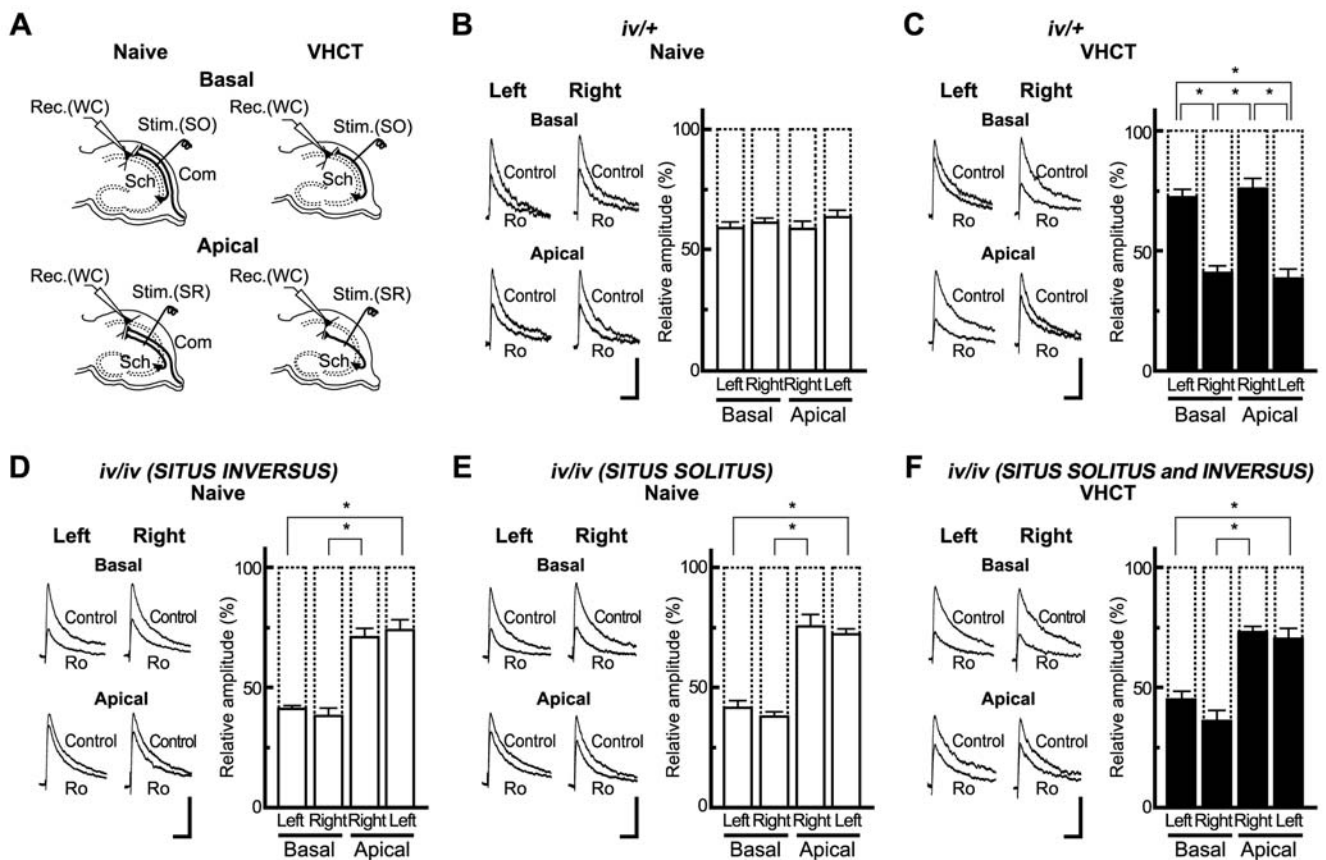 A
Naive VHCT
Basal
Rec.(WC) Stim.(SO) Rec.(WC) Stim.(SO)
Sch Com Sch
Apical
Rec.(WC) Stim.(SR) Rec.(WC) Stim.(SR)
Sch Com Sch
B
iv/+
Naive
Left Right
Basal
Control Control
Ro Ro
Apical
Control Control
Ro Ro
Relative amplitude (%)
100
50
0
Left Right Right Left
Basal Apical
C
iv/+
VHCT
Left Right
Basal
Control Control
Ro Ro
Apical
Control Control
Ro Ro
Relative amplitude (%)
100
50
0
*
* * *
Left Right Right Left
Basal Apical
D
iv/iv (SITUS INVERSUS)
Naive
Left Right
Basal
Control Control
Ro Ro
Apical
Control Control
Ro Ro
Relative amplitude (%)
100
50
0
*
*
Left Right Right Left
Basal Apical
E
iv/iv (SITUS SOLITUS)
Naive
Left Right
Basal
Control Control
Ro Ro
Apical
Control Control
Ro Ro
Relative amplitude (%)
100
50
0
*
*
Left Right Right Left
Basal Apical
F
iv/iv (SITUS SOLITUS and INVERSUS)
VHCT
Left Right
Basal
Control Control
Ro Ro
Apical
Control Control
Ro Ro
Relative amplitude (%)
100
50
0
*
*
Left Right Right Left
Basal Apical